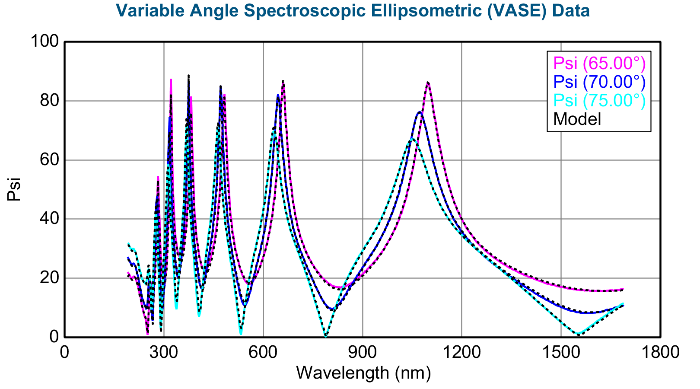 Variable Angle Spectroscopic Ellipsometric (VASE) Data
100
80
60
40
20
0
Psi
Psi (65.00°)
Psi (70.00°)
Psi (75.00°)
Model
0 300 600 900 1200 1500 1800
Wavelength (nm)